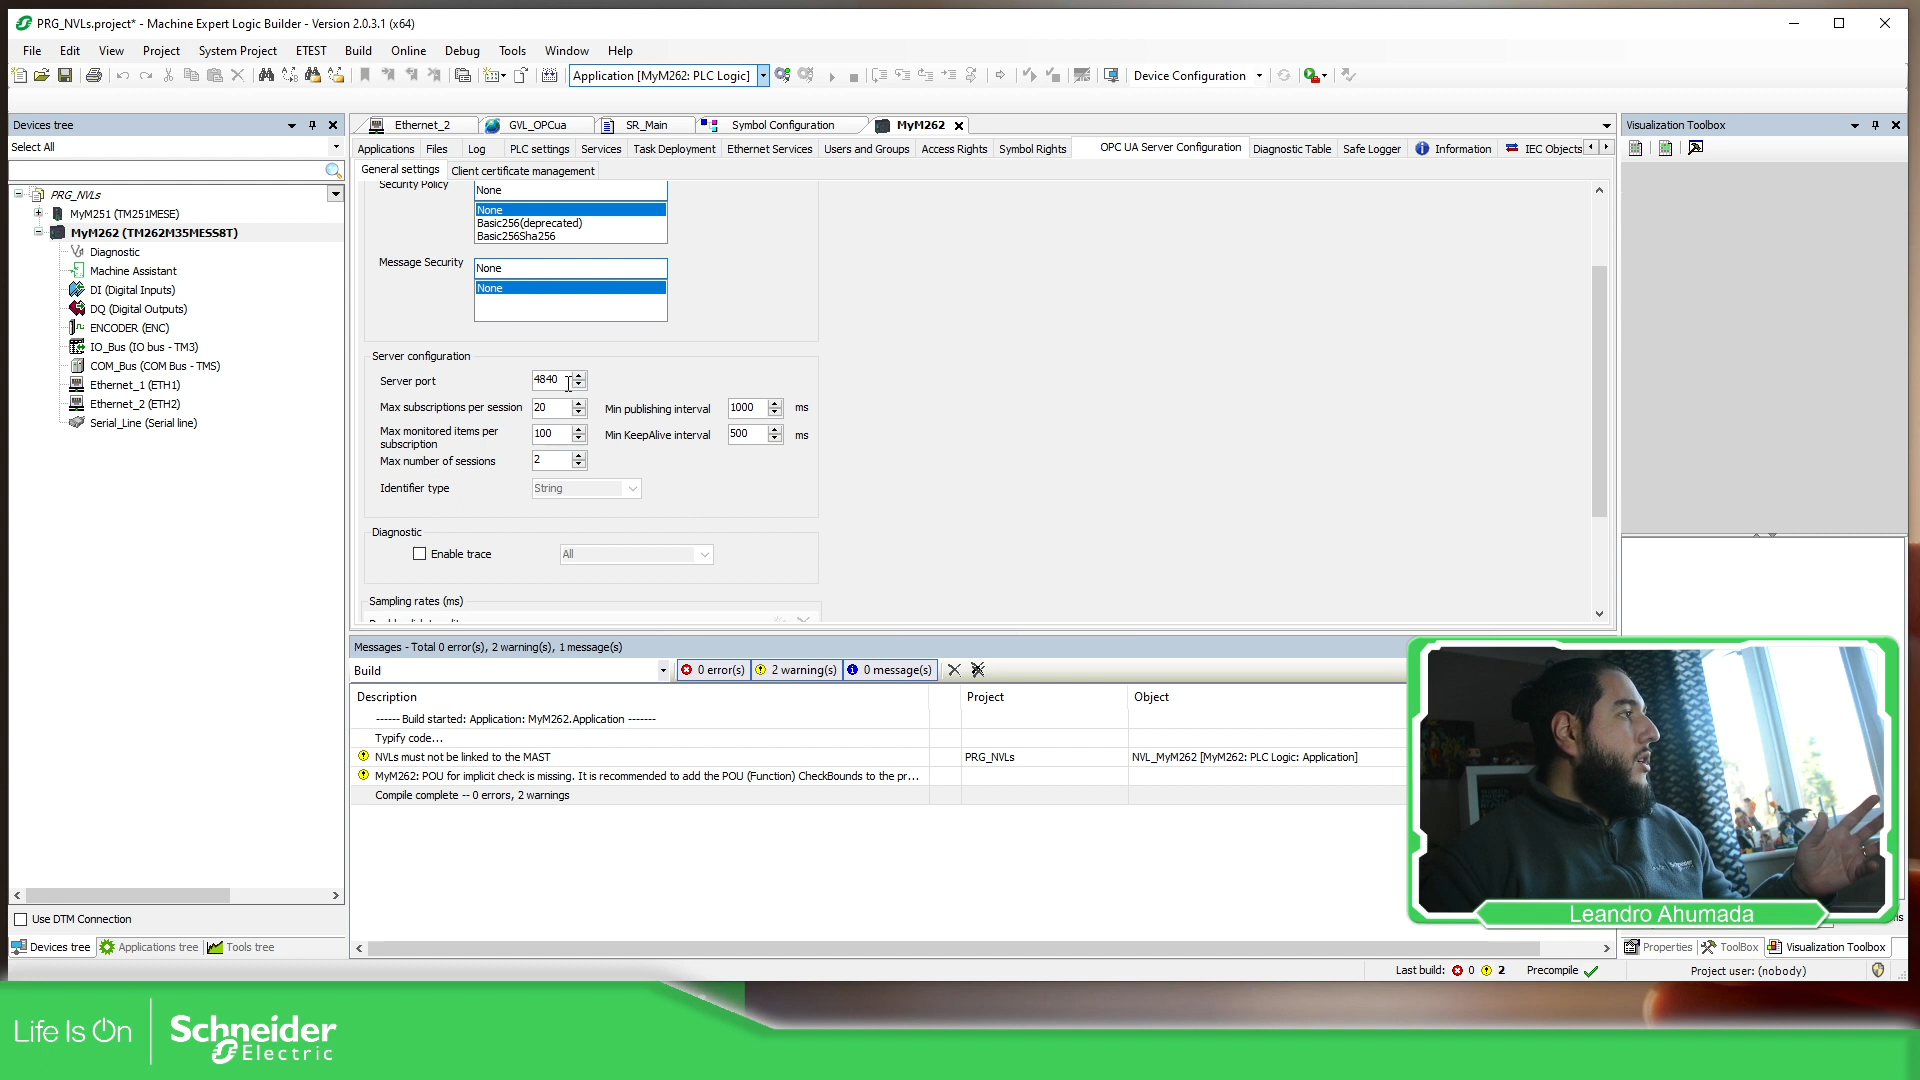 PRG_NVLs.project* - Machine Expert Logic Builder - Version 2.0.3.1 (x64)
File Edit View Project System Project ETEST Build Online Debug Tools Window Help
Application [MyM262: PLC Logic] Device Configuration
Devices tree
Select All
PRG_NVLs
MyM251 (TM251MESE)
MyM262 (TM262M35MESS8T)
Diagnostic
Machine Assistant
DI (Digital Inputs)
DQ (Digital Outputs)
ENCODER (ENC)
IO_Bus (IO bus - TM3)
COM_Bus (COM Bus - TMS)
Ethernet_1 (ETH1)
Ethernet_2 (ETH2)
Serial_Line (Serial line)
Use DTM Connection
Devices tree Applications tree Tools tree
Ethernet_2 GVL_OPCua SR_Main Symbol Configuration MyM262
Applications Files Log PLC settings Services Task Deployment Ethernet Services Users and Groups Access Rights Symbol Rights OPC UA Server Configuration Diagnostic Table Safe Logger Information IEC Objects
General settings Client certificate management
Security Policy None
None
Basic256(deprecated)
Basic256Sha256
Message Security None
None
Server configuration
Server port 4840
Max subscriptions per session 20 Min publishing interval 1000 ms
Max monitored items per subscription 100 Min KeepAlive interval 500 ms
Max number of sessions 2
Identifier type String
Diagnostic
Enable trace All
Sampling rates (ms)
Messages - Total 0 error(s), 2 warning(s), 1 message(s)
Build 0 error(s) 2 warning(s) 0 message(s)
Description Project Object
------ Build started: Application: MyM262.Application -------
Typify code...
NVLs must not be linked to the MAST PRG_NVLs NVL_MyM262 [MyM262: PLC Logic: Application]
MyM262: POU for implicit check is missing. It is recommended to add the POU (Function) CheckBounds to the pr...
Compile complete -- 0 errors, 2 warnings
Visualization Toolbox
Leandro Ahumada
Properties ToolBox Visualization Toolbox
Last build: 0 2 Precompile Project user: (nobody)
Life Is On Schneider Electric